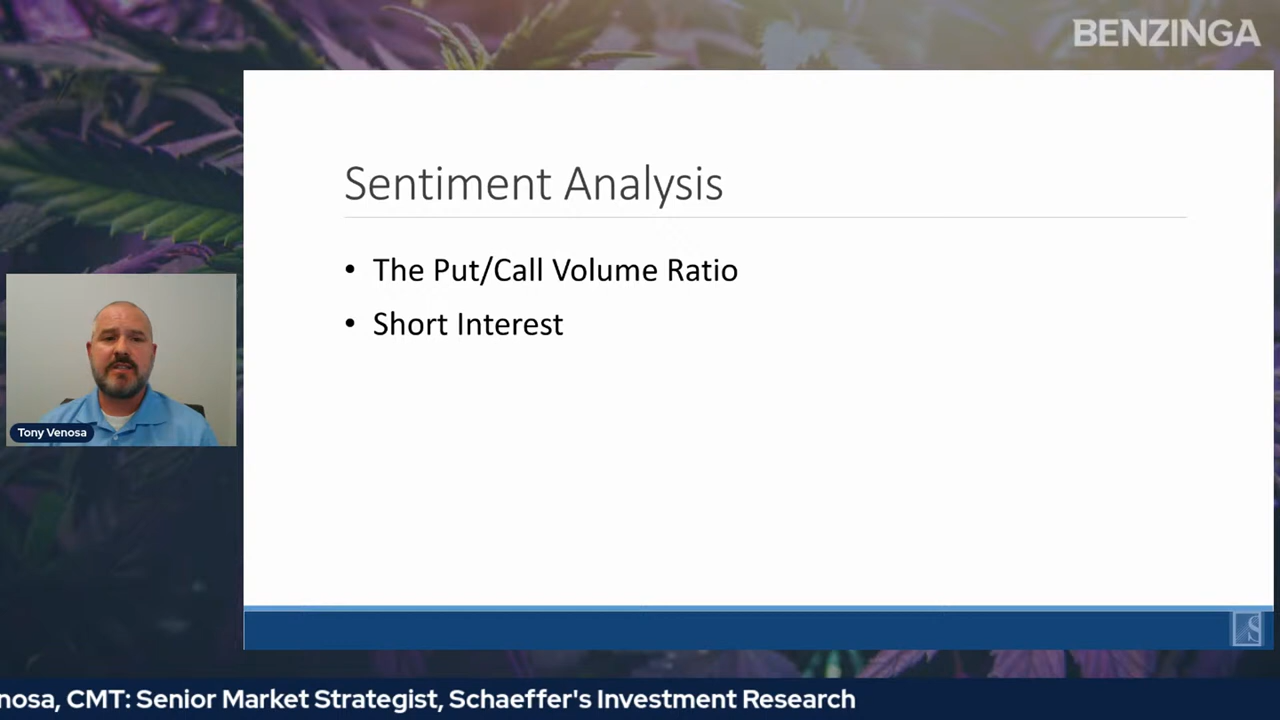 BENZINGA
Sentiment Analysis
• The Put/Call Volume Ratio
• Short Interest
Tony Venosa
nosa, CMT: Senior Market Strategist, Schaeffer's Investment Research